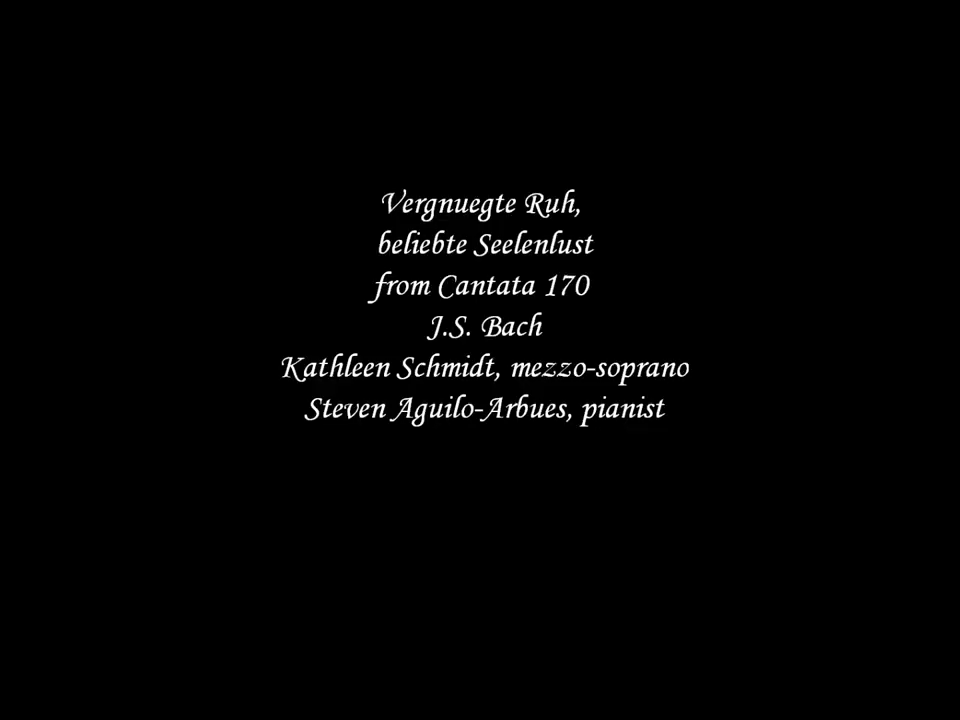 Vergnuegte Ruh,
beliebte Seelenlust
from Cantata 170
J.S. Bach
Kathleen Schmidt, mezzo-soprano
Steven Aguilo-Arbues, pianist